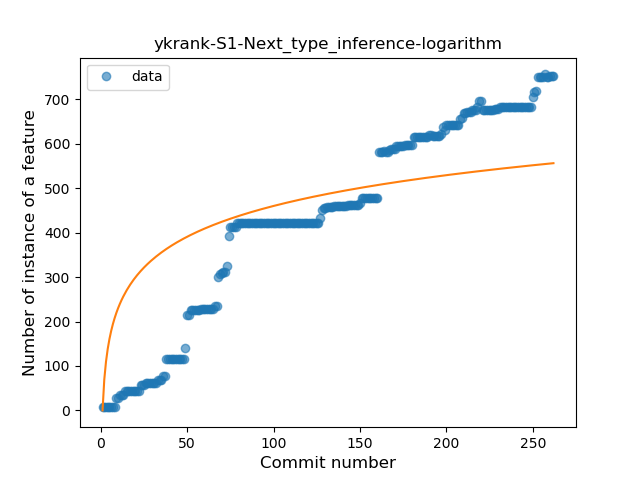 ykrank-S1-Next_type_inference-logarithm
data
Number of instance of a feature
700
600
500
400
300
200
100
0
0 50 100 150 200 250
Commit number